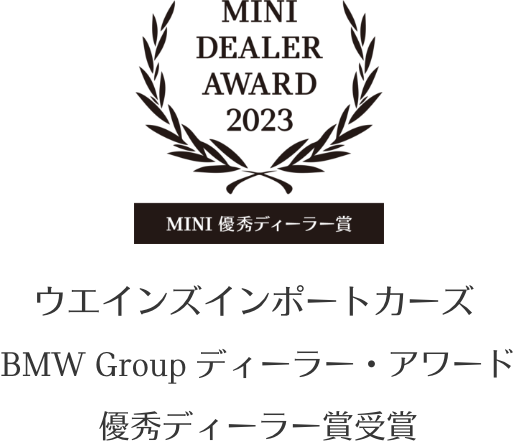 MINI
DEALER
AWARD
2023
MINI 優秀ディーラー賞
ウエインズインポートカーズ
BMW Group ディーラー・アワード
優秀ディーラー賞受賞